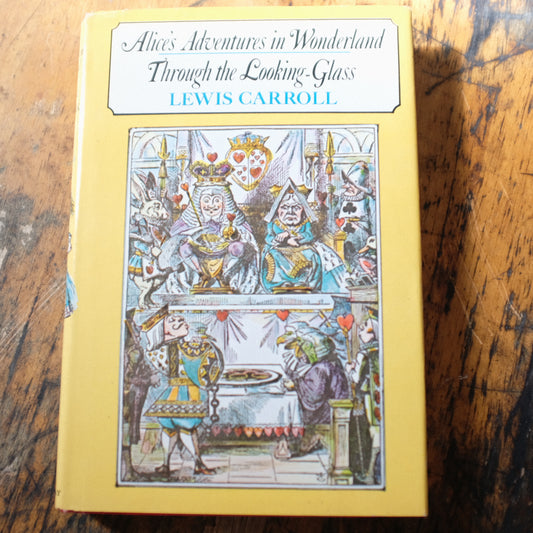 Alice's Adventures in Wonderland
Through the Looking-Glass
LEWIS CARROLL